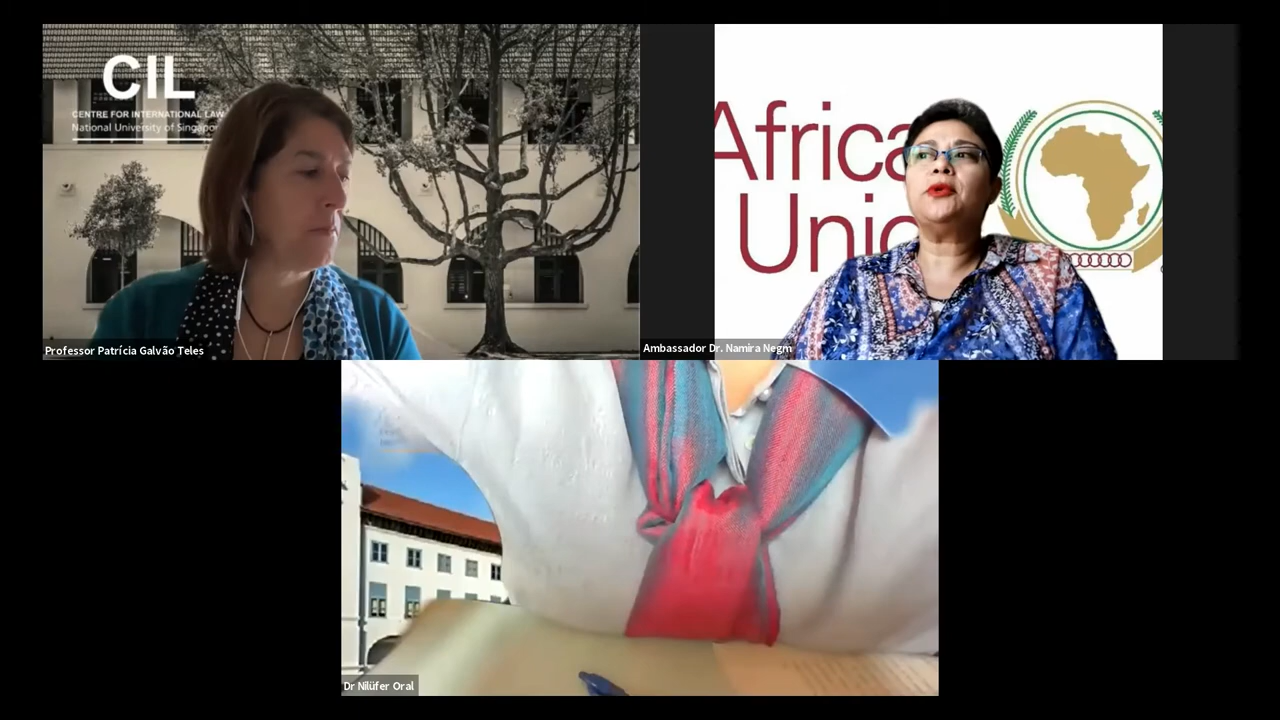 CIL
CENTRE FOR INTERNATIONAL LAW
National University of Singapor
Professor Patrícia Galvão Teles
Africa
Unio
Ambassador Dr. Namira Negm
Dr Nilüfer Oral